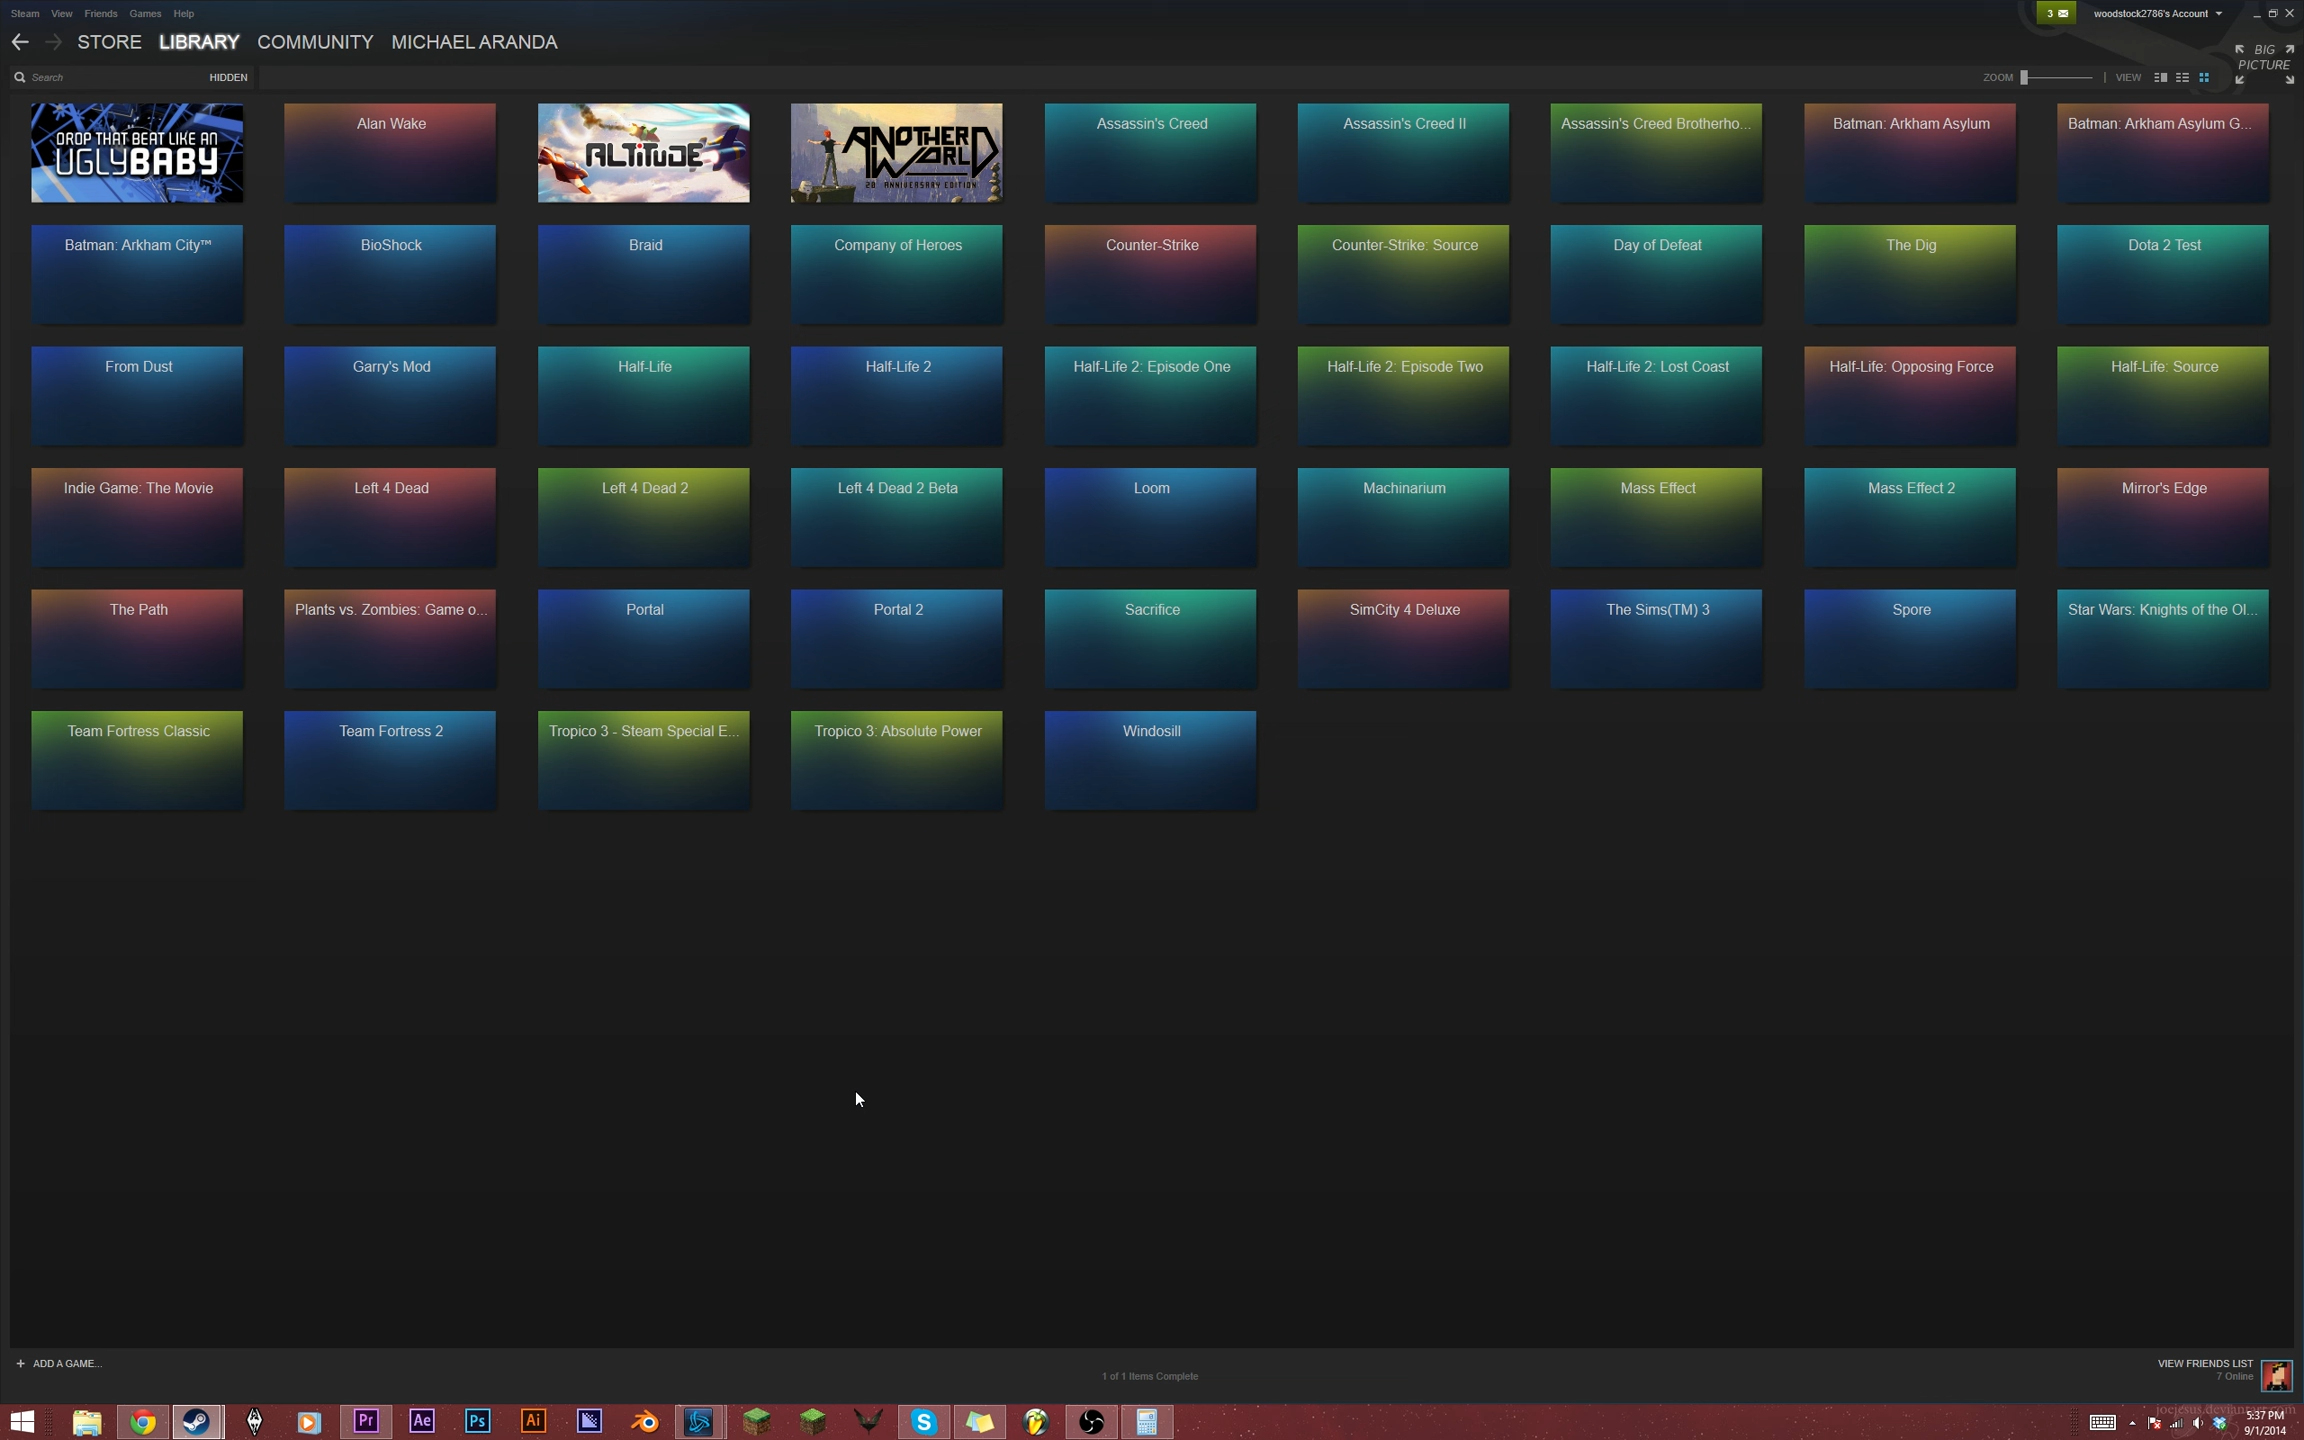 Steam View Friends Games Help
3 woodstock2786's Account
STORE LIBRARY COMMUNITY MICHAEL ARANDA
BIG PICTURE
Search HIDDEN ZOOM VIEW
DROP THAT BEAT LIKE AN
UGLYBABY
Alan Wake
ALTITUDE
ANOTHER WORLD
20TH ANNIVERSARY EDITION
Assassin's Creed
Assassin's Creed II
Assassin's Creed Brotherho...
Batman: Arkham Asylum
Batman: Arkham Asylum G...
Batman: Arkham City™
BioShock
Braid
Company of Heroes
Counter-Strike
Counter-Strike: Source
Day of Defeat
The Dig
Dota 2 Test
From Dust
Garry's Mod
Half-Life
Half-Life 2
Half-Life 2: Episode One
Half-Life 2: Episode Two
Half-Life 2: Lost Coast
Half-Life: Opposing Force
Half-Life: Source
Indie Game: The Movie
Left 4 Dead
Left 4 Dead 2
Left 4 Dead 2 Beta
Loom
Machinarium
Mass Effect
Mass Effect 2
Mirror's Edge
The Path
Plants vs. Zombies: Game o...
Portal
Portal 2
Sacrifice
SimCity 4 Deluxe
The Sims(TM) 3
Spore
Star Wars: Knights of the Ol...
Team Fortress Classic
Team Fortress 2
Tropico 3 - Steam Special E...
Tropico 3: Absolute Power
Windosill
+ ADD A GAME...
1 of 1 Items Complete
VIEW FRIENDS LIST
7 Online
Pr Ae Ps Ai
joejesus.deviantart.com
5:37 PM
9/1/2014